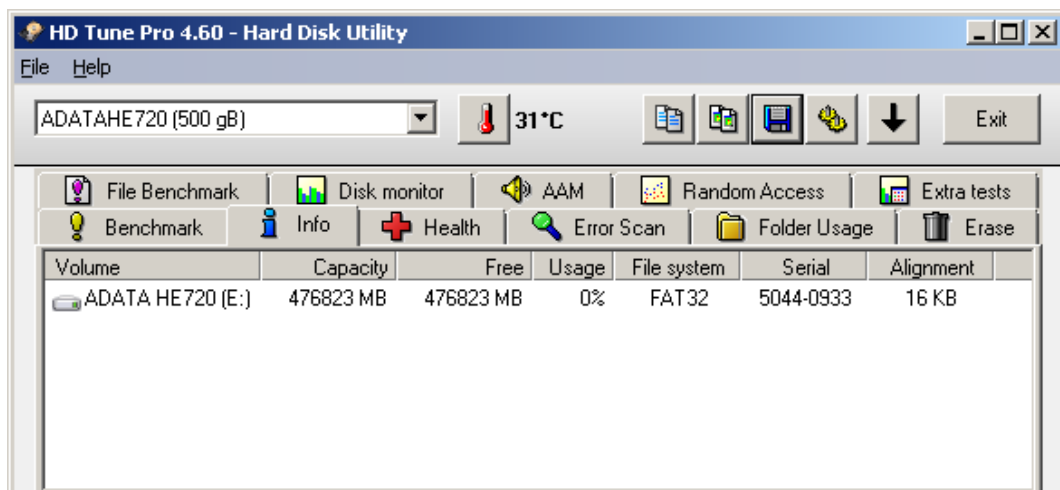 HD Tune Pro 4.60 - Hard Disk Utility
File Help
ADATAHE720 (500 gB) 31°C Exit
File Benchmark Disk monitor AAM Random Access Extra tests
Benchmark Info Health Error Scan Folder Usage Erase
Volume Capacity Free Usage File system Serial Alignment
ADATA HE720 (E:) 476823 MB 476823 MB 0% FAT32 5044-0933 16 KB